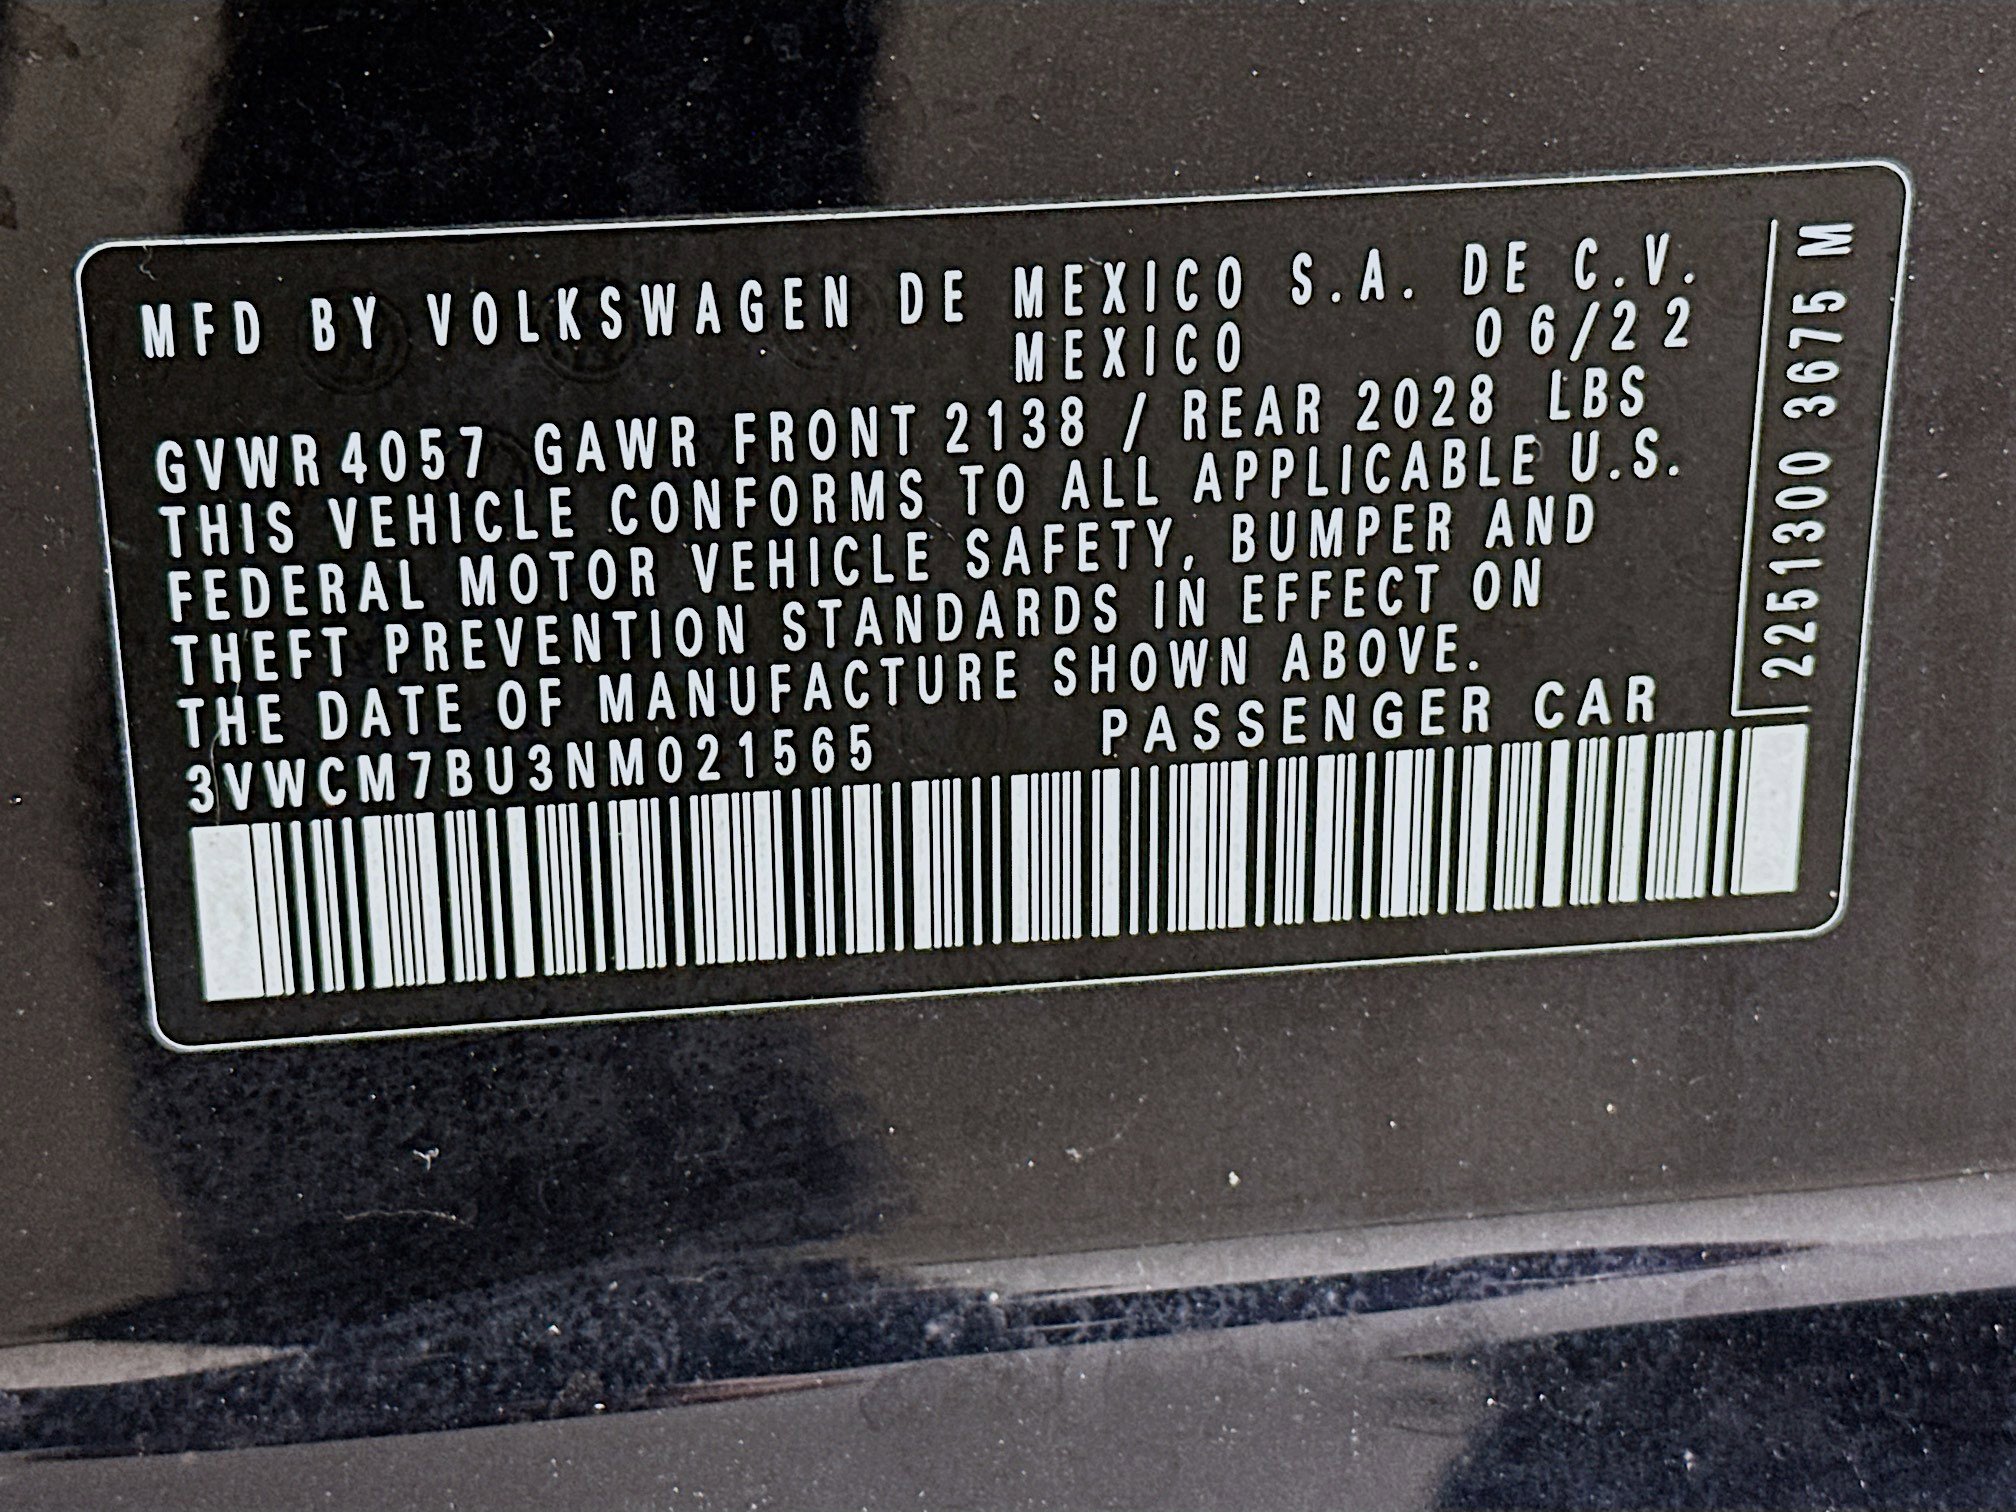 MFD BY VOLKSWAGEN DE MEXICO S.A. DE C.V.
MEXICO 06/22
GVWR 4057 GAWR FRONT 2138 / REAR 2028 LBS
THIS VEHICLE CONFORMS TO ALL APPLICABLE U.S.
FEDERAL MOTOR VEHICLE SAFETY, BUMPER AND
THEFT PREVENTION STANDARDS IN EFFECT ON
THE DATE OF MANUFACTURE SHOWN ABOVE.
3VWCM7BU3NM021565 PASSENGER CAR
2251300 3675 M